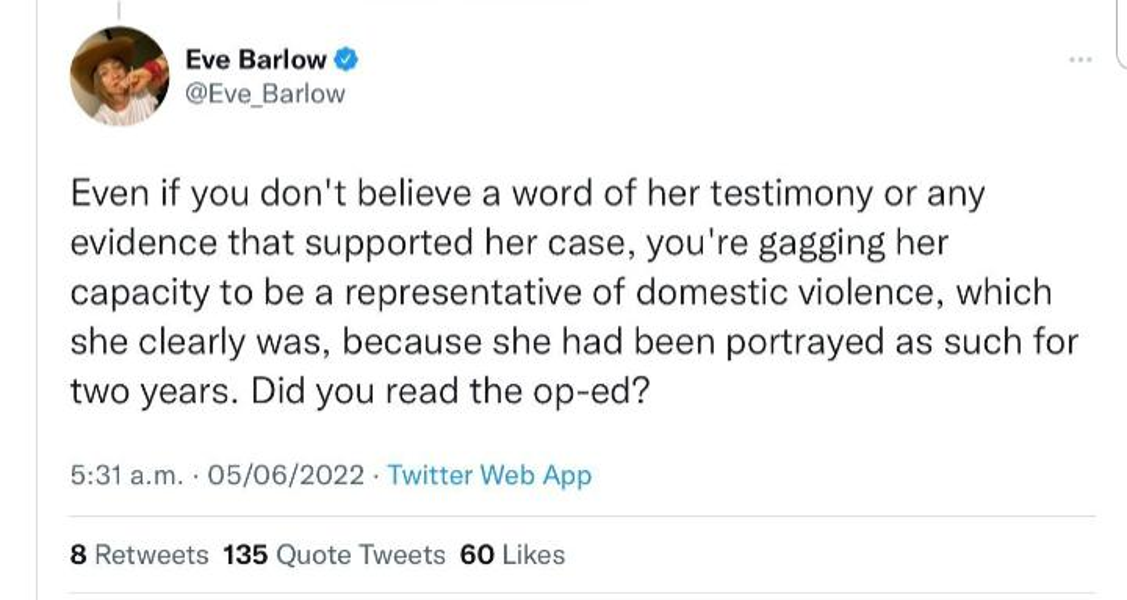 Eve Barlow
@Eve_Barlow
Even if you don't believe a word of her testimony or any
evidence that supported her case, you're gagging her
capacity to be a representative of domestic violence, which
she clearly was, because she had been portrayed as such for
two years. Did you read the op-ed?
5:31 a.m. · 05/06/2022 · Twitter Web App
8 Retweets 135 Quote Tweets 60 Likes